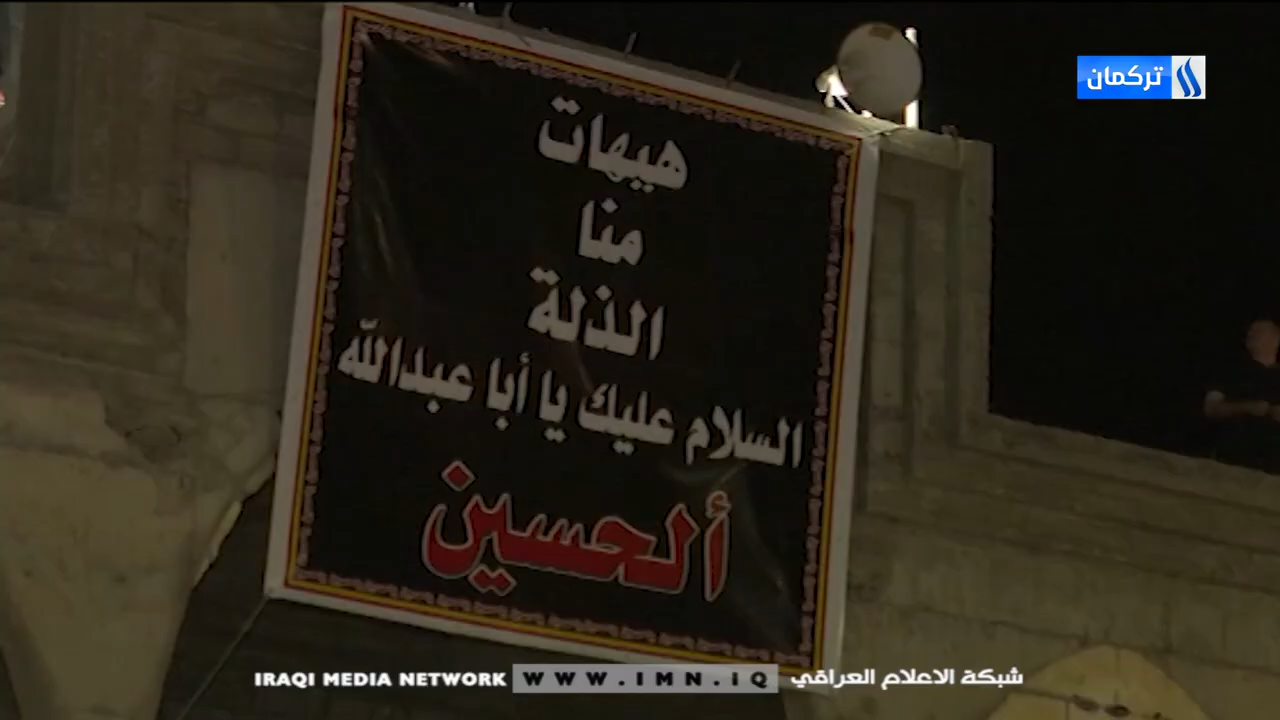 تركمان
هيهات
منا
الذلة
السلام عليك يا أبا عبدالله
ألحسين
IRAQI MEDIA NETWORK WWW.IMN.IQ شبكة الاعلام العراقي